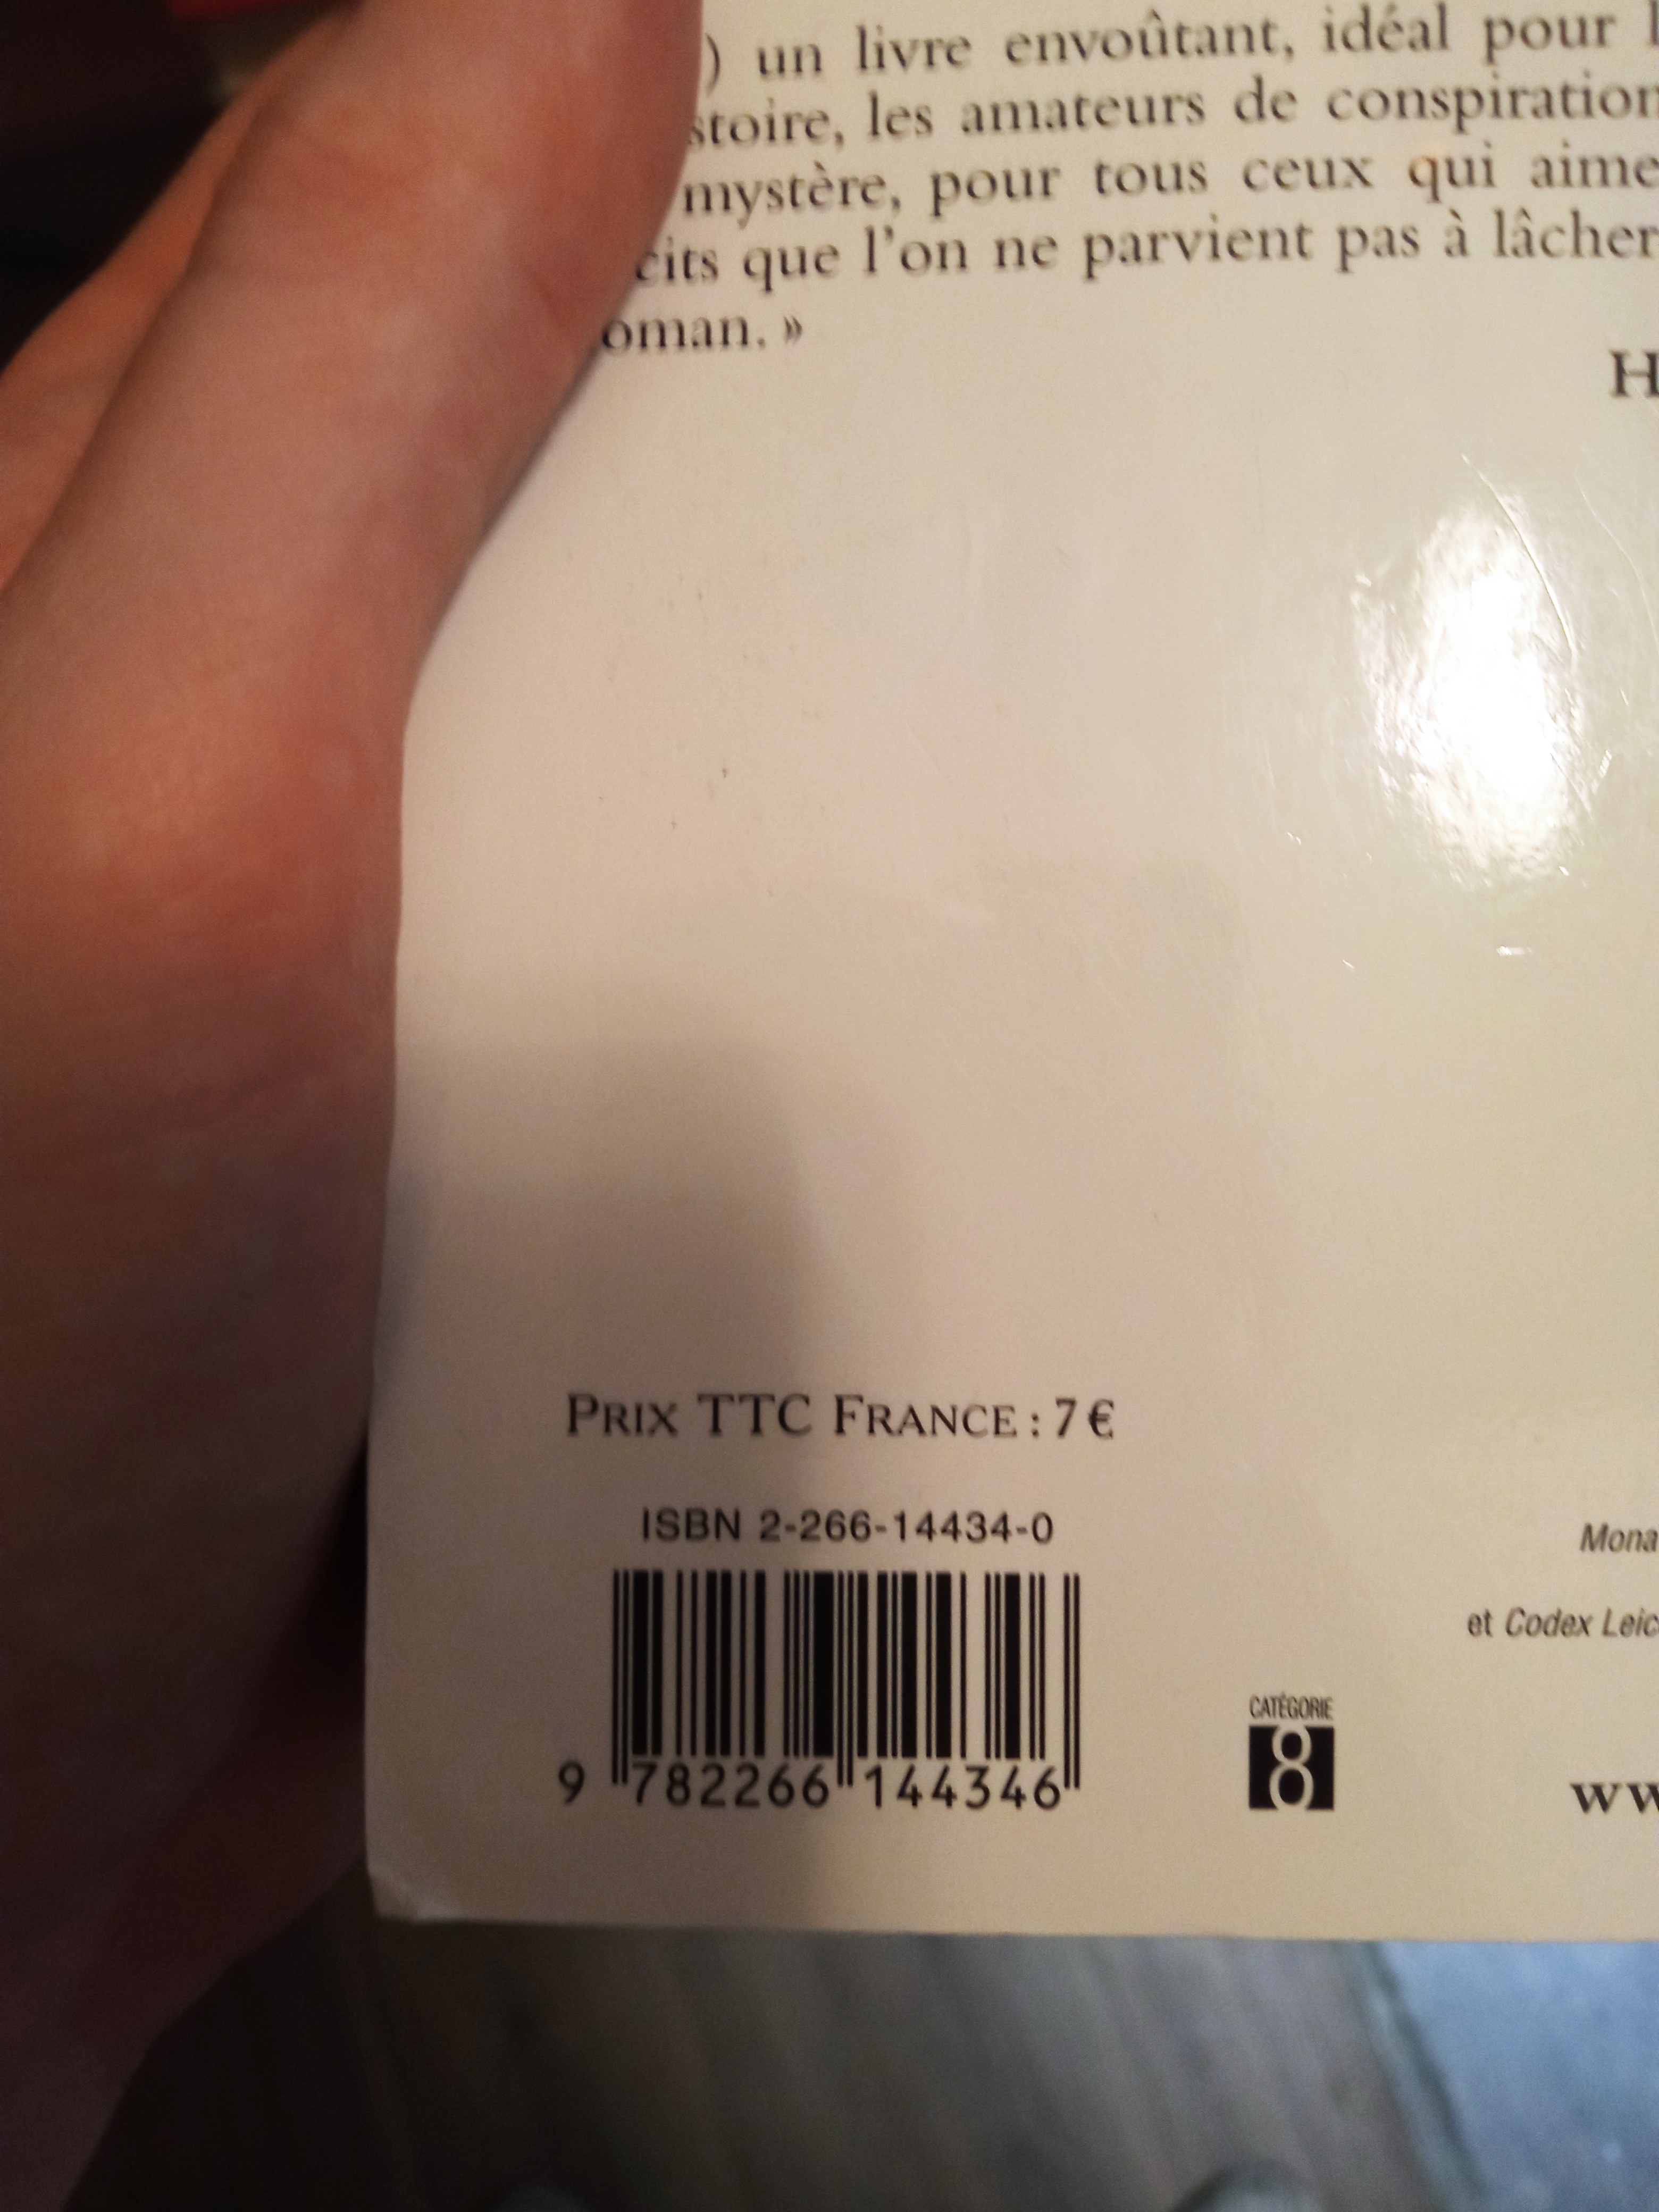 ) un livre envoûtant, idéal pour
stoire, les amateurs de conspiration
mystère, pour tous ceux qui aime
cits que l'on ne parvient pas à lâcher
oman. »
H
PRIX TTC FRANCE : 7 €
ISBN 2-266-14434-0
Mona
et Codex Leic
CATÉGORIE
8
ww
9 782266 144346